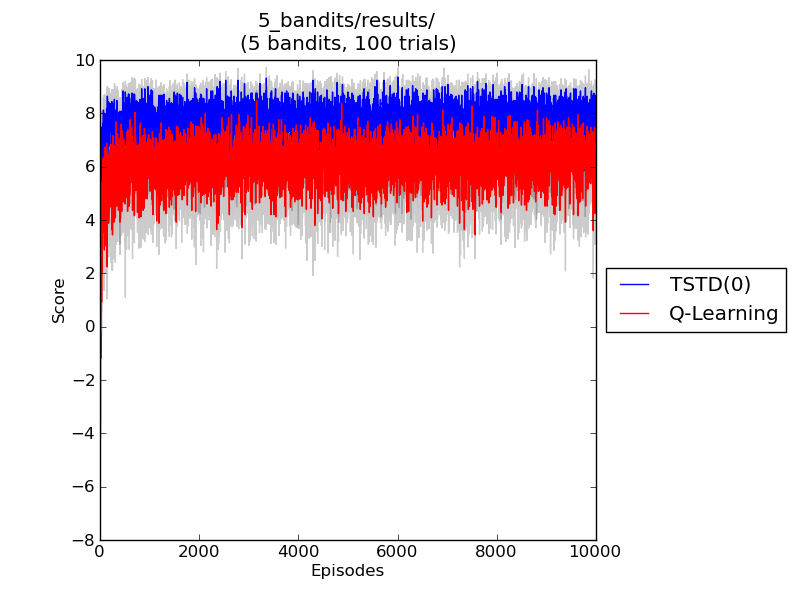 5_bandits/results/
(5 bandits, 100 trials)
10
8
6
4
2
0
−2
−4
−6
−8
Score
0
2000
4000
6000
8000
10000
Episodes
TSTD(0)
Q-Learning